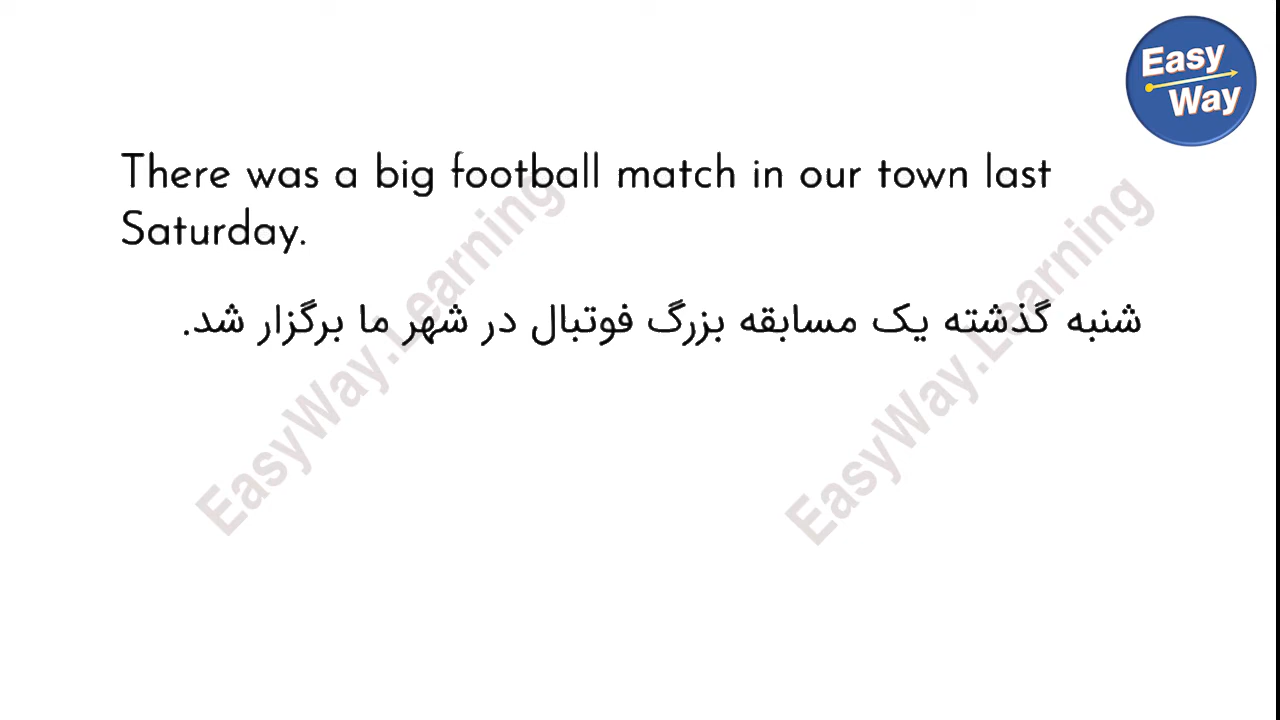 Easy
Way
There was a big football match in our town last
Saturday.
شنبه گذشته یک مسابقه بزرگ فوتبال در شهر ما برگزار شد.
EasyWay.Learning
EasyWay.Learning